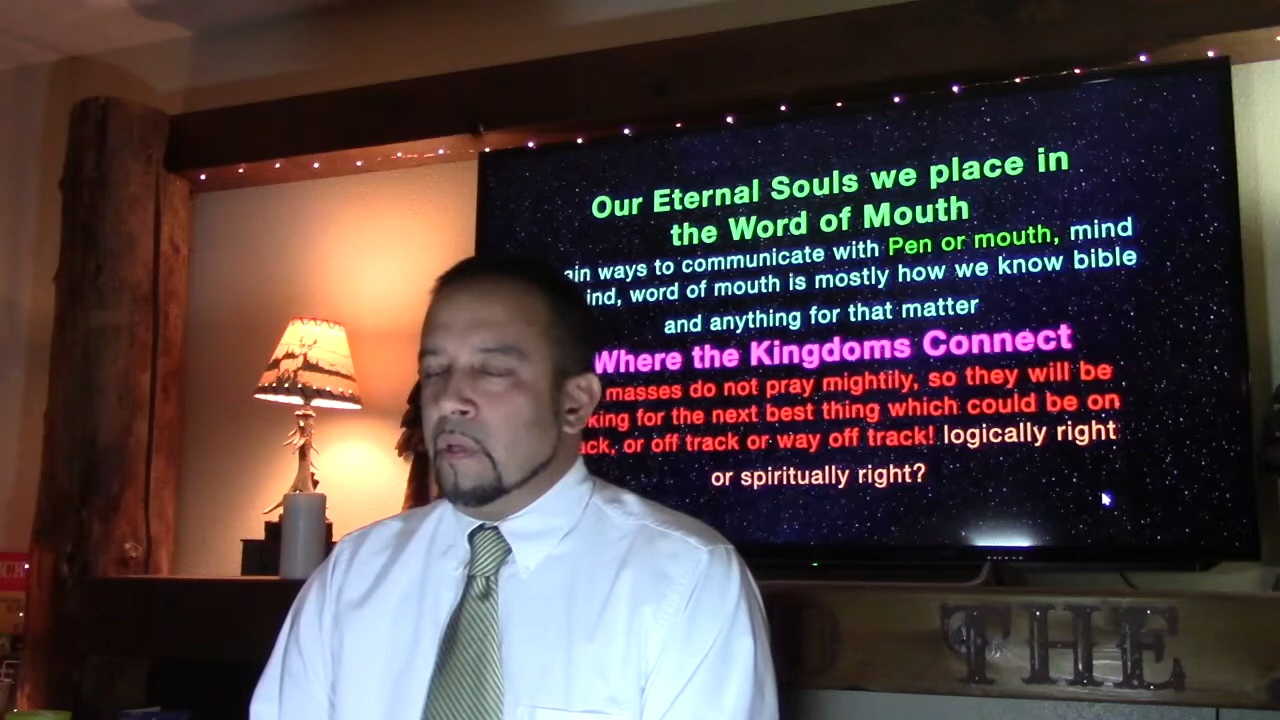 Our Eternal Souls we place in
the Word of Mouth
ways to communicate with Pen or mouth, mind
word of mouth is mostly how we know bible
and anything for that matter
Where the Kingdoms Connect
masses do not pray mightily, so they will be
for the next best thing which could be on
or off track or way off track! logically right
or spiritually right?
THE